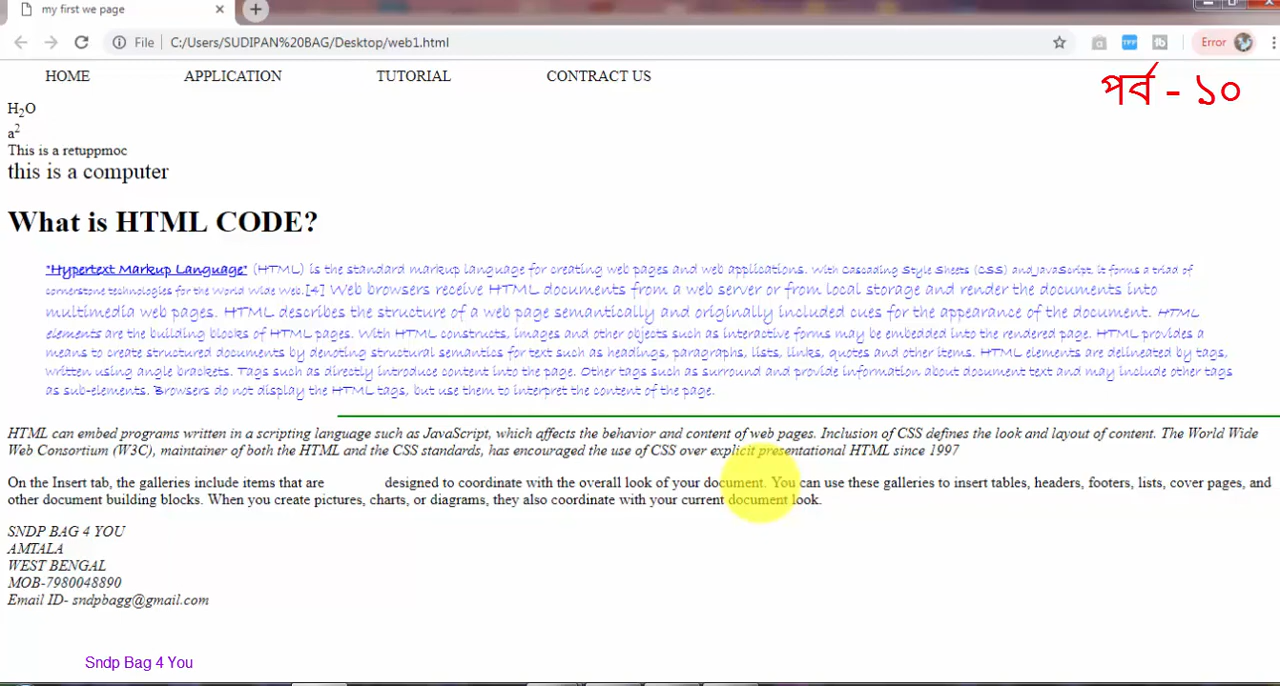 my first we page
File C:/Users/SUDIPAN%20BAG/Desktop/web1.html Error
HOME APPLICATION TUTORIAL CONTRACT US
পর্ব - ১০
H2O
a2
This is a retuppmoc
this is a computer
What is HTML CODE?
"Hypertext Markup Language" (HTML) is the standard markup language for creating web pages and web applications. With Cascading Style Sheets (CSS) and JavaScript. it forms a triad of
cornerstone technologies for the World Wide Web.[4] Web browsers receive HTML documents from a web server or from local storage and render the documents into
multimedia web pages. HTML describes the structure of a web page semantically and originally included cues for the appearance of the document. HTML
elements are the building blocks of HTML pages. With HTML constructs, images and other objects such as interactive forms may be embedded into the rendered page. HTML provides a
means to create structured documents by denoting structural semantics for text such as headings, paragraphs, lists, links, quotes and other items. HTML elements are delineated by tags,
written using angle brackets. Tags such as directly introduce content into the page. Other tags such as surround and provide information about document text and may include other tags
as sub-elements. Browsers do not display the HTML tags, but use them to interpret the content of the page.
HTML can embed programs written in a scripting language such as JavaScript, which affects the behavior and content of web pages. Inclusion of CSS defines the look and layout of content. The World Wide
Web Consortium (W3C), maintainer of both the HTML and the CSS standards, has encouraged the use of CSS over explicit presentational HTML since 1997
On the Insert tab, the galleries include items that are designed to coordinate with the overall look of your document. You can use these galleries to insert tables, headers, footers, lists, cover pages, and
other document building blocks. When you create pictures, charts, or diagrams, they also coordinate with your current document look.
SNDP BAG 4 YOU
AMTALA
WEST BENGAL
MOB-7980048890
Email ID- sndpbagg@gmail.com
Sndp Bag 4 You